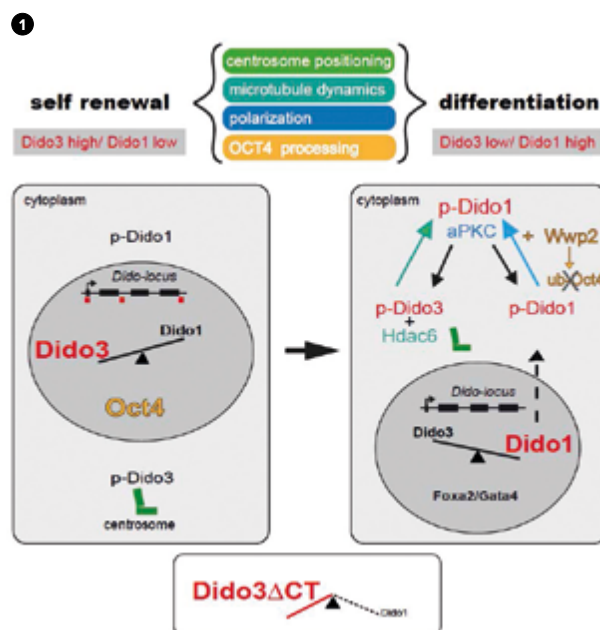 1
centrosome positioning
microtubule dynamics
polarization
OCT4 processing
self renewal
Dido3 high/ Dido1 low
differentiation
Dido3 low/ Dido1 high
cytoplasm
p-Dido1
Dido-locus
Dido1
Dido3
Oct4
p-Dido3
centrosome
cytoplasm
p-Dido1
aPKC
+ Wwp2
ub-Oct4
p-Dido3
+
Hdac6
p-Dido1
Dido-locus
Dido3
Dido1
Foxa2/Gata4
Dido3ΔCT
Dido1